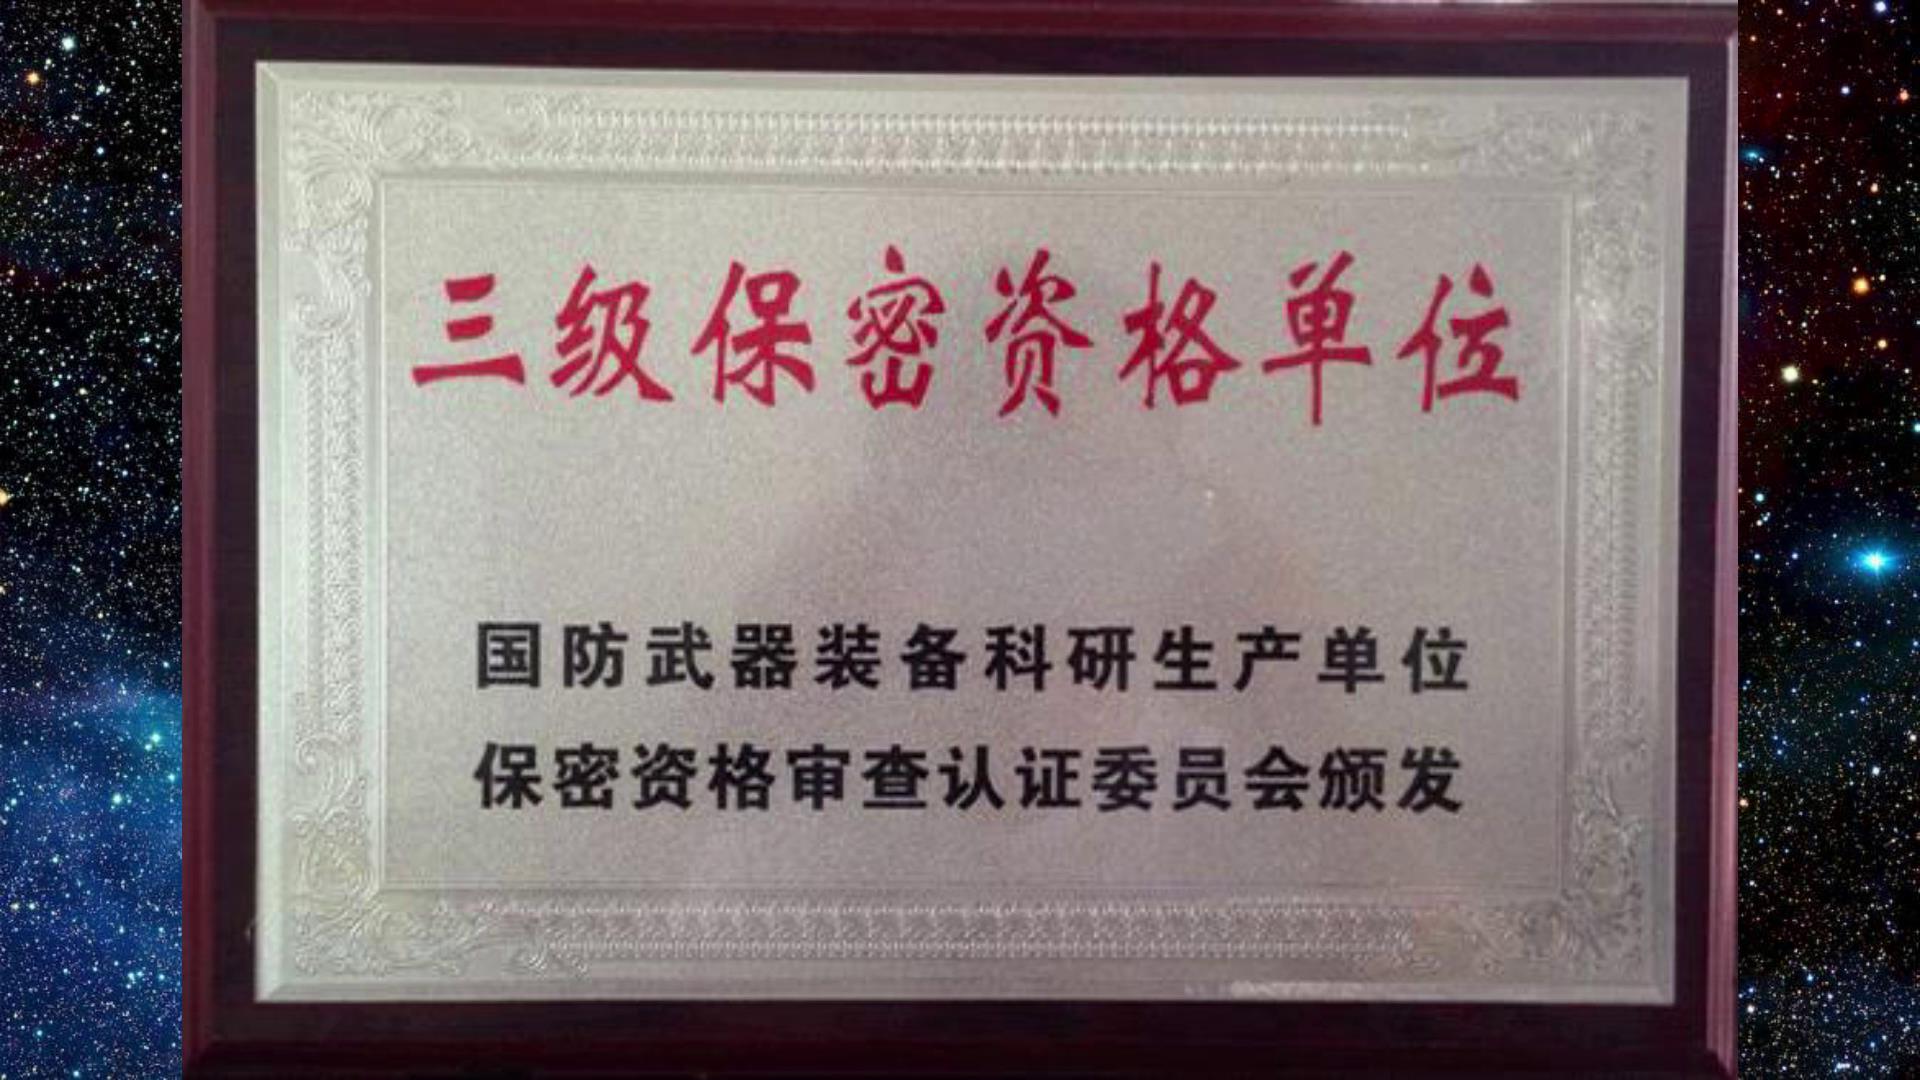 三级保密资格单位
国防武器装备科研生产单位
保密资格审查认证委员会颁发